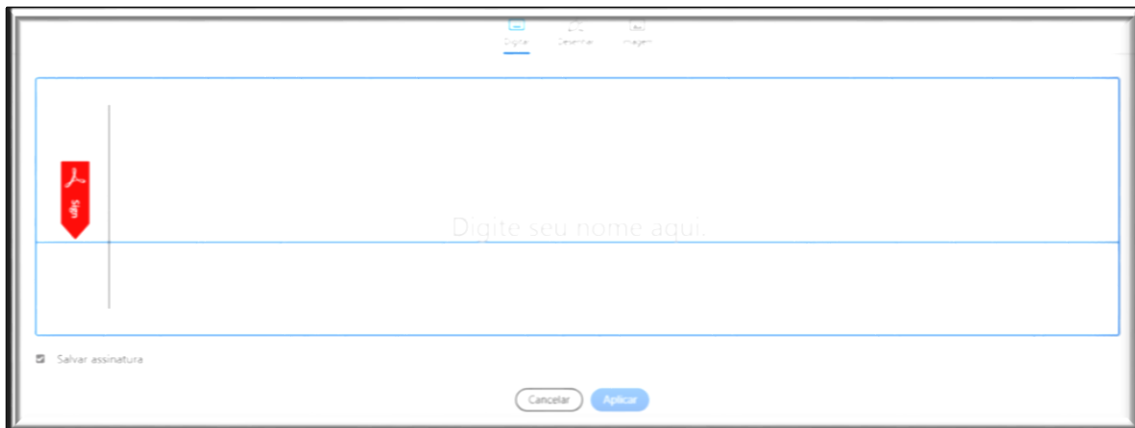 Digitar Desenhar Imagem
Sign
Digite seu nome aqui.
Salvar assinatura
Cancelar Aplicar